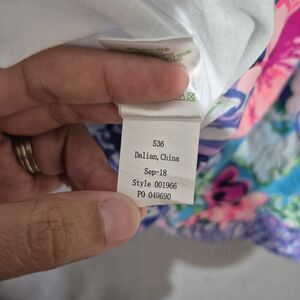 536
Dalian, China
Sep-18
Style 001966
PO 049690